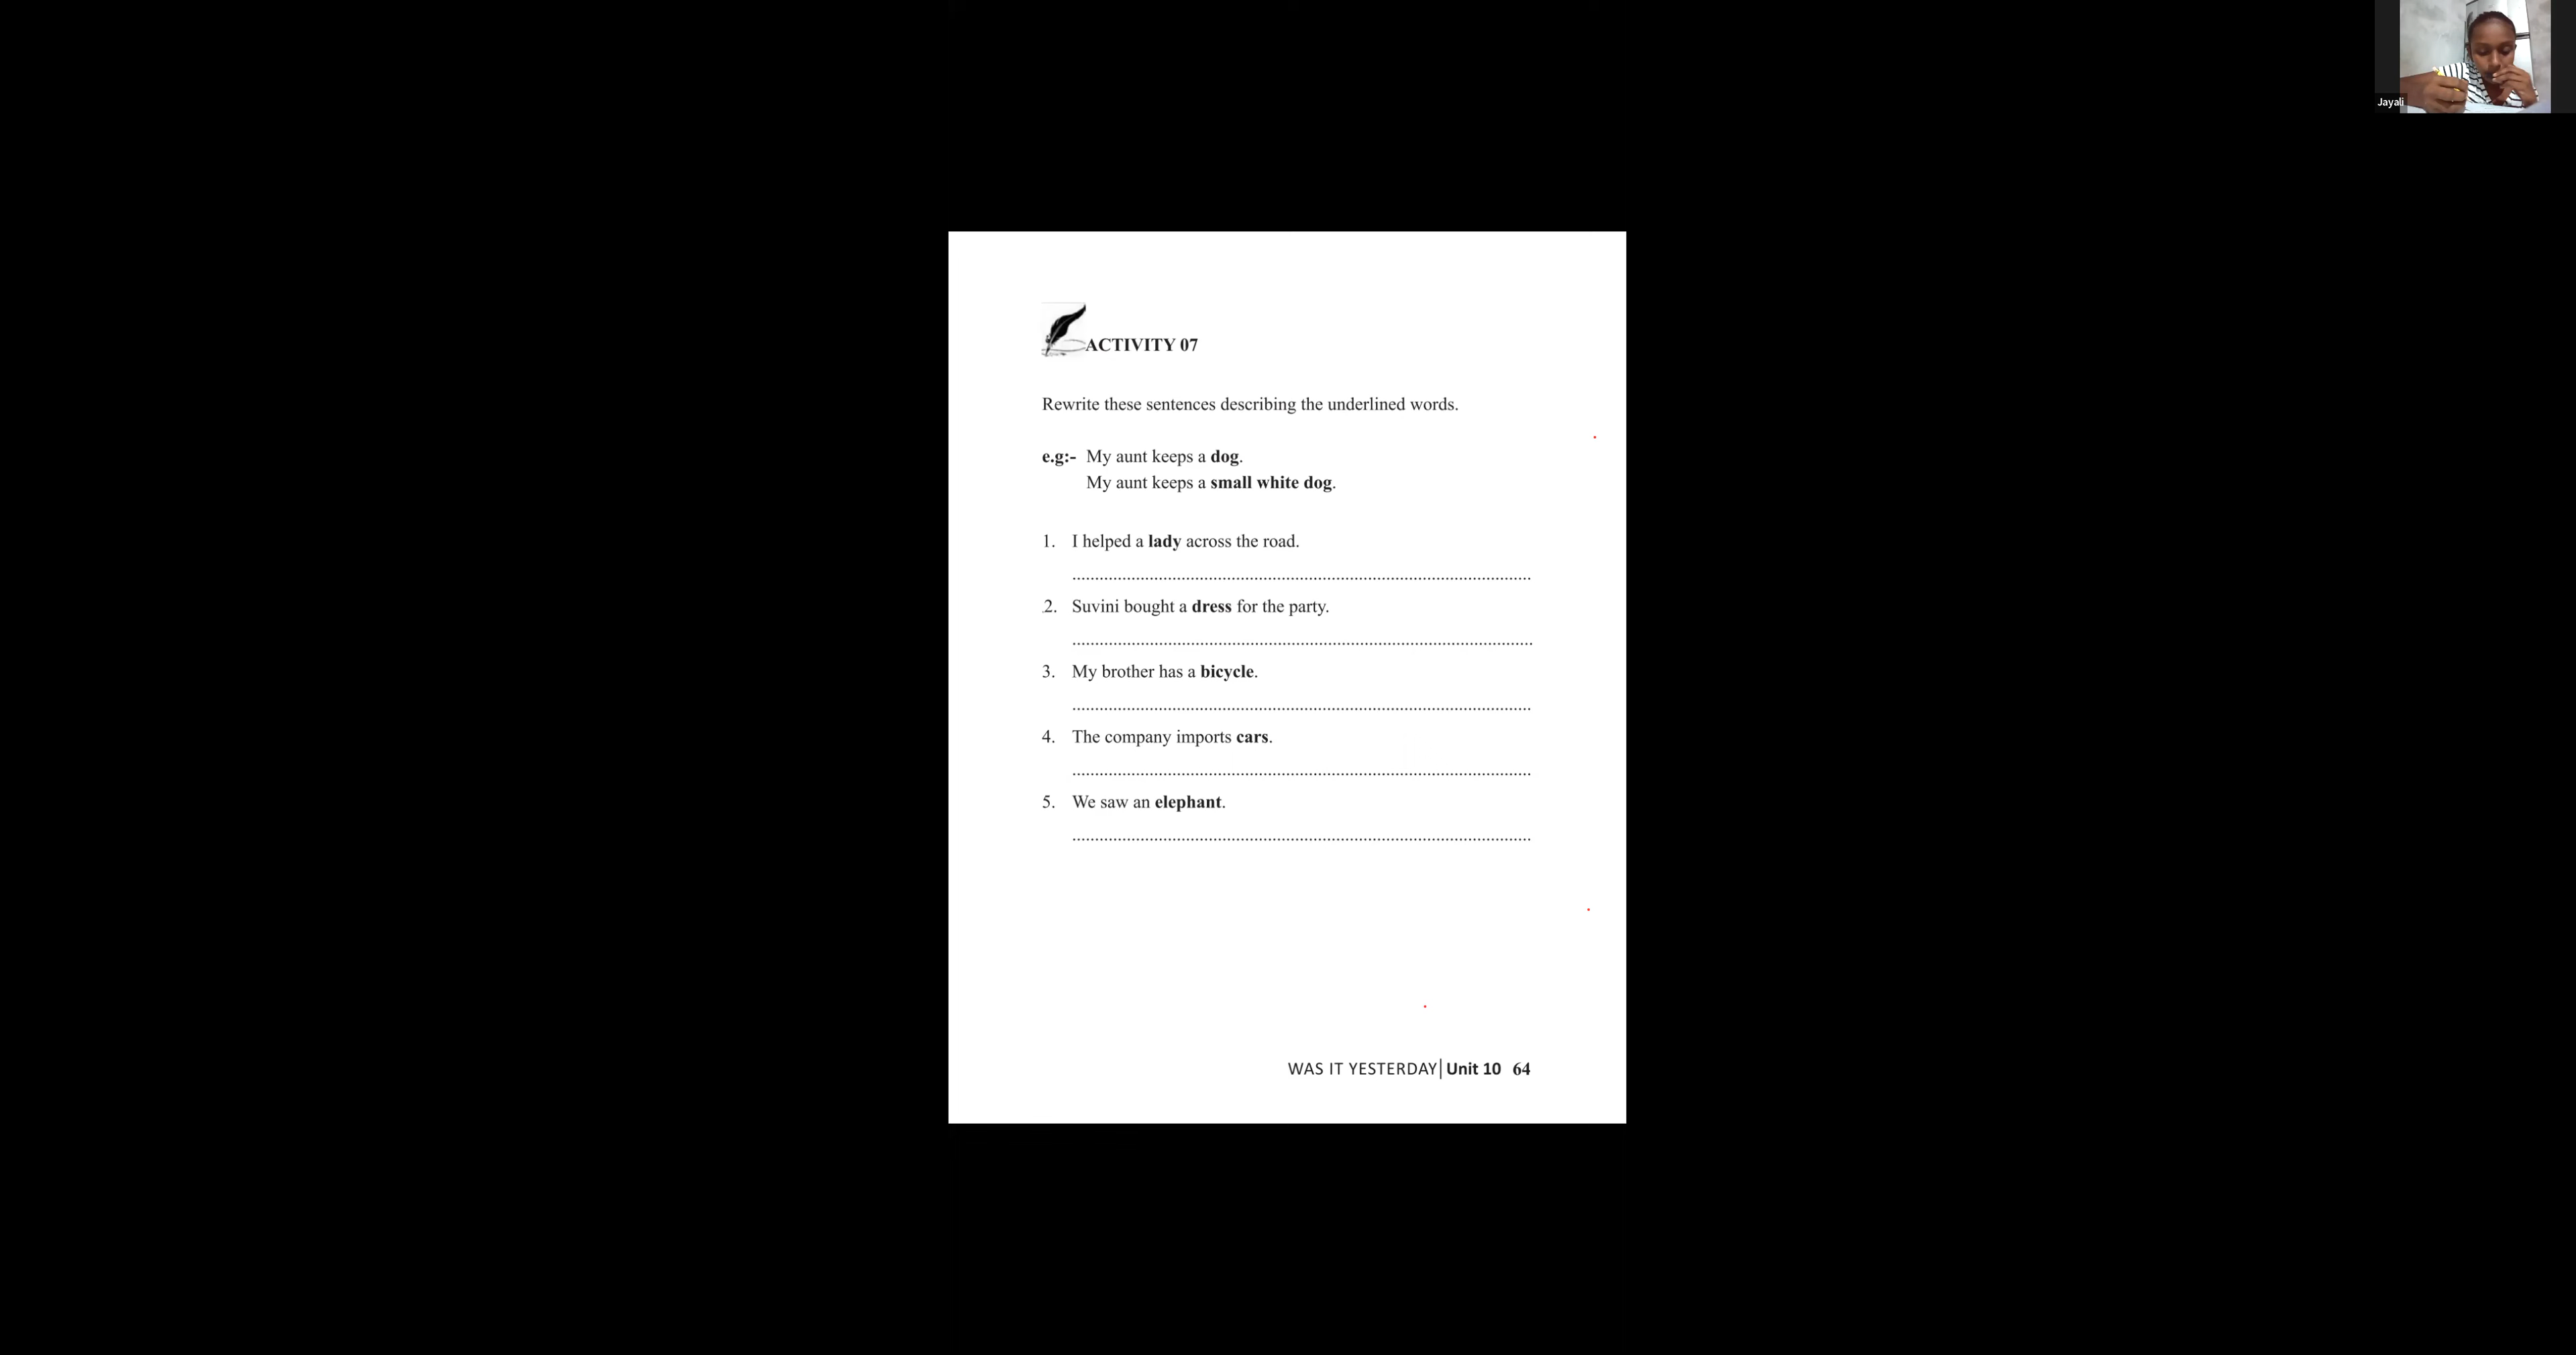 Jayali
ACTIVITY 07
Rewrite these sentences describing the underlined words.
e.g:- My aunt keeps a dog.
My aunt keeps a small white dog.
1. I helped a lady across the road.
................................................................................
.2. Suvini bought a dress for the party.
................................................................................
3. My brother has a bicycle.
................................................................................
4. The company imports cars.
................................................................................
5. We saw an elephant.
................................................................................
WAS IT YESTERDAY| Unit 10 64